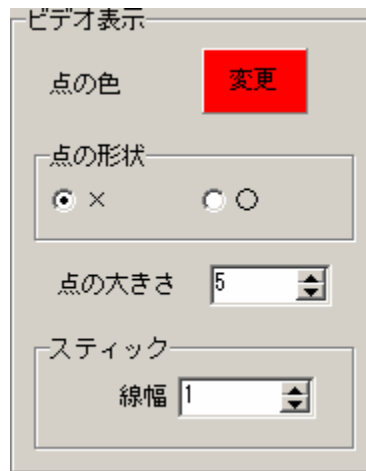 ビデオ表示
点の色 変更
点の形状
× ○
点の大きさ 5
スティック
線幅 1